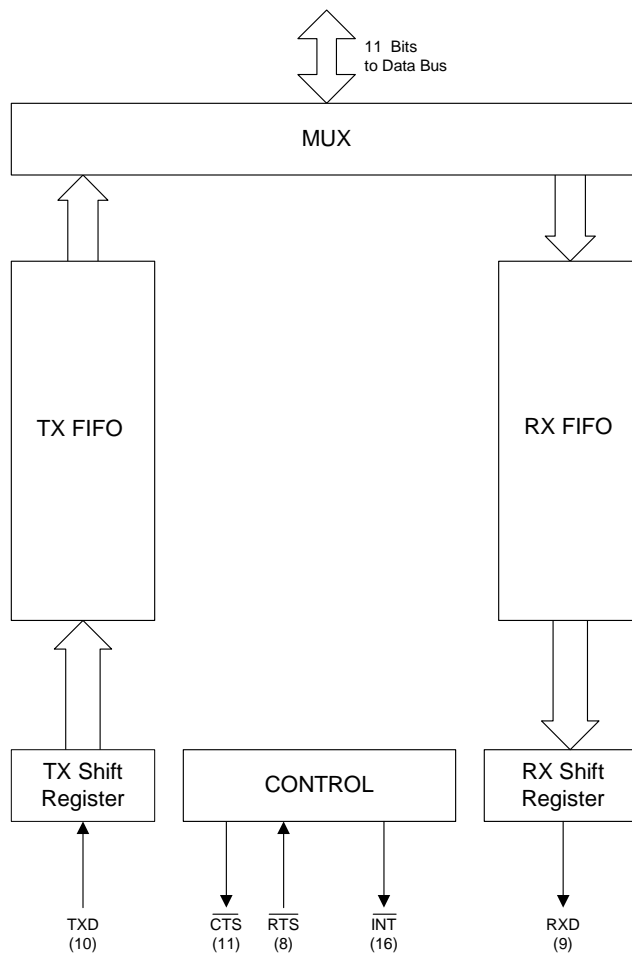 11 Bits
to Data Bus
MUX
TX FIFO
RX FIFO
TX Shift
Register
CONTROL
RX Shift
Register
TXD
(10)
CTS
(11)
RTS
(8)
INT
(16)
RXD
(9)